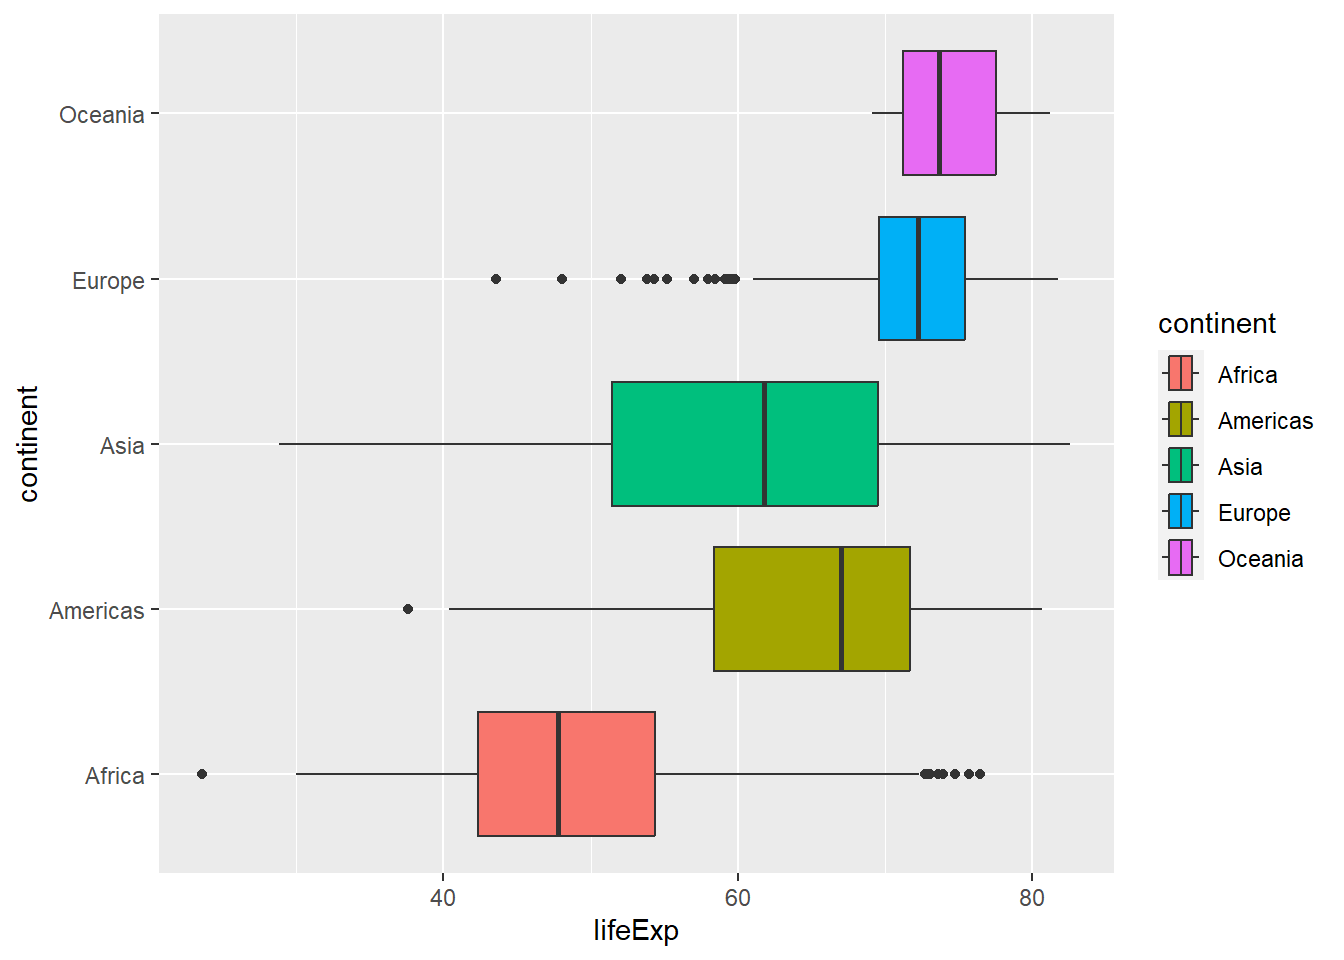 Oceania
Europe
Asia
Americas
Africa
continent
40 60 80
lifeExp
continent
Africa
Americas
Asia
Europe
Oceania